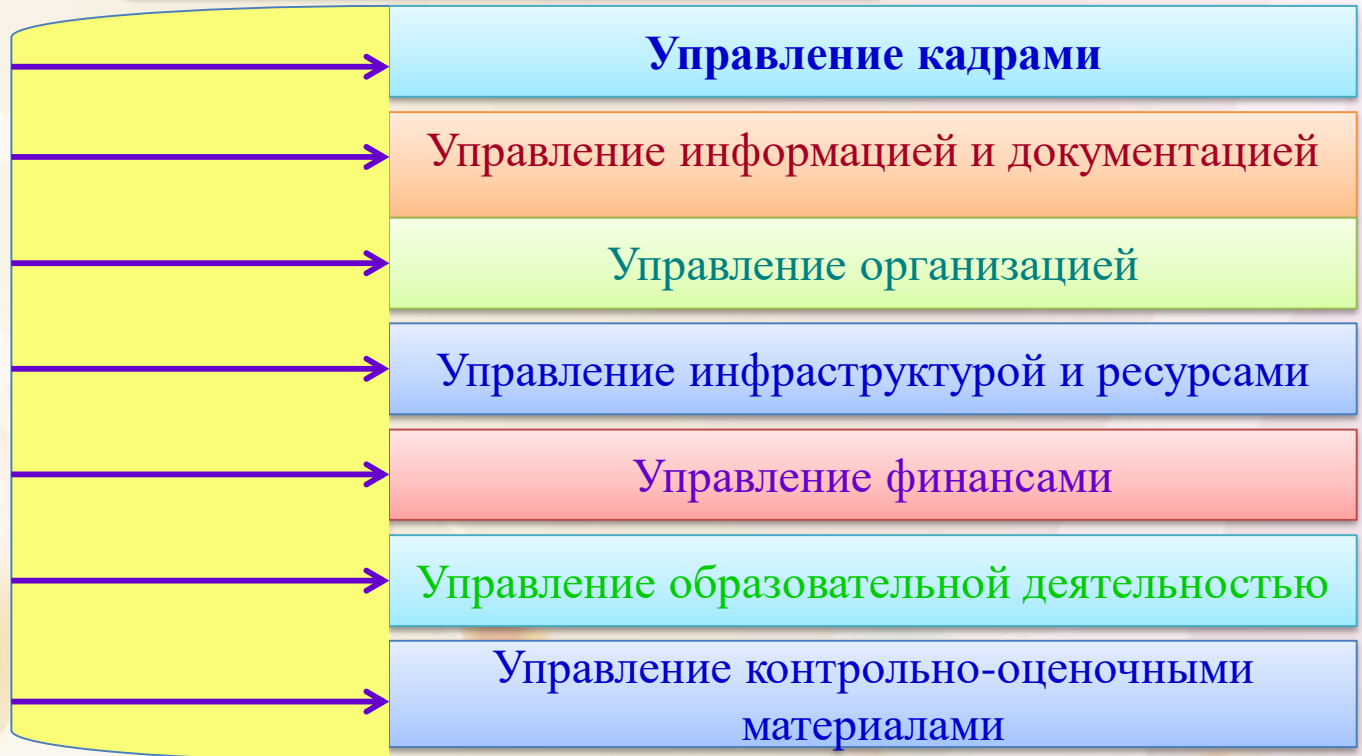 Управление кадрами
Управление информацией и документацией
Управление организацией
Управление инфраструктурой и ресурсами
Управление финансами
Управление образовательной деятельностью
Управление контрольно-оценочными
материалами